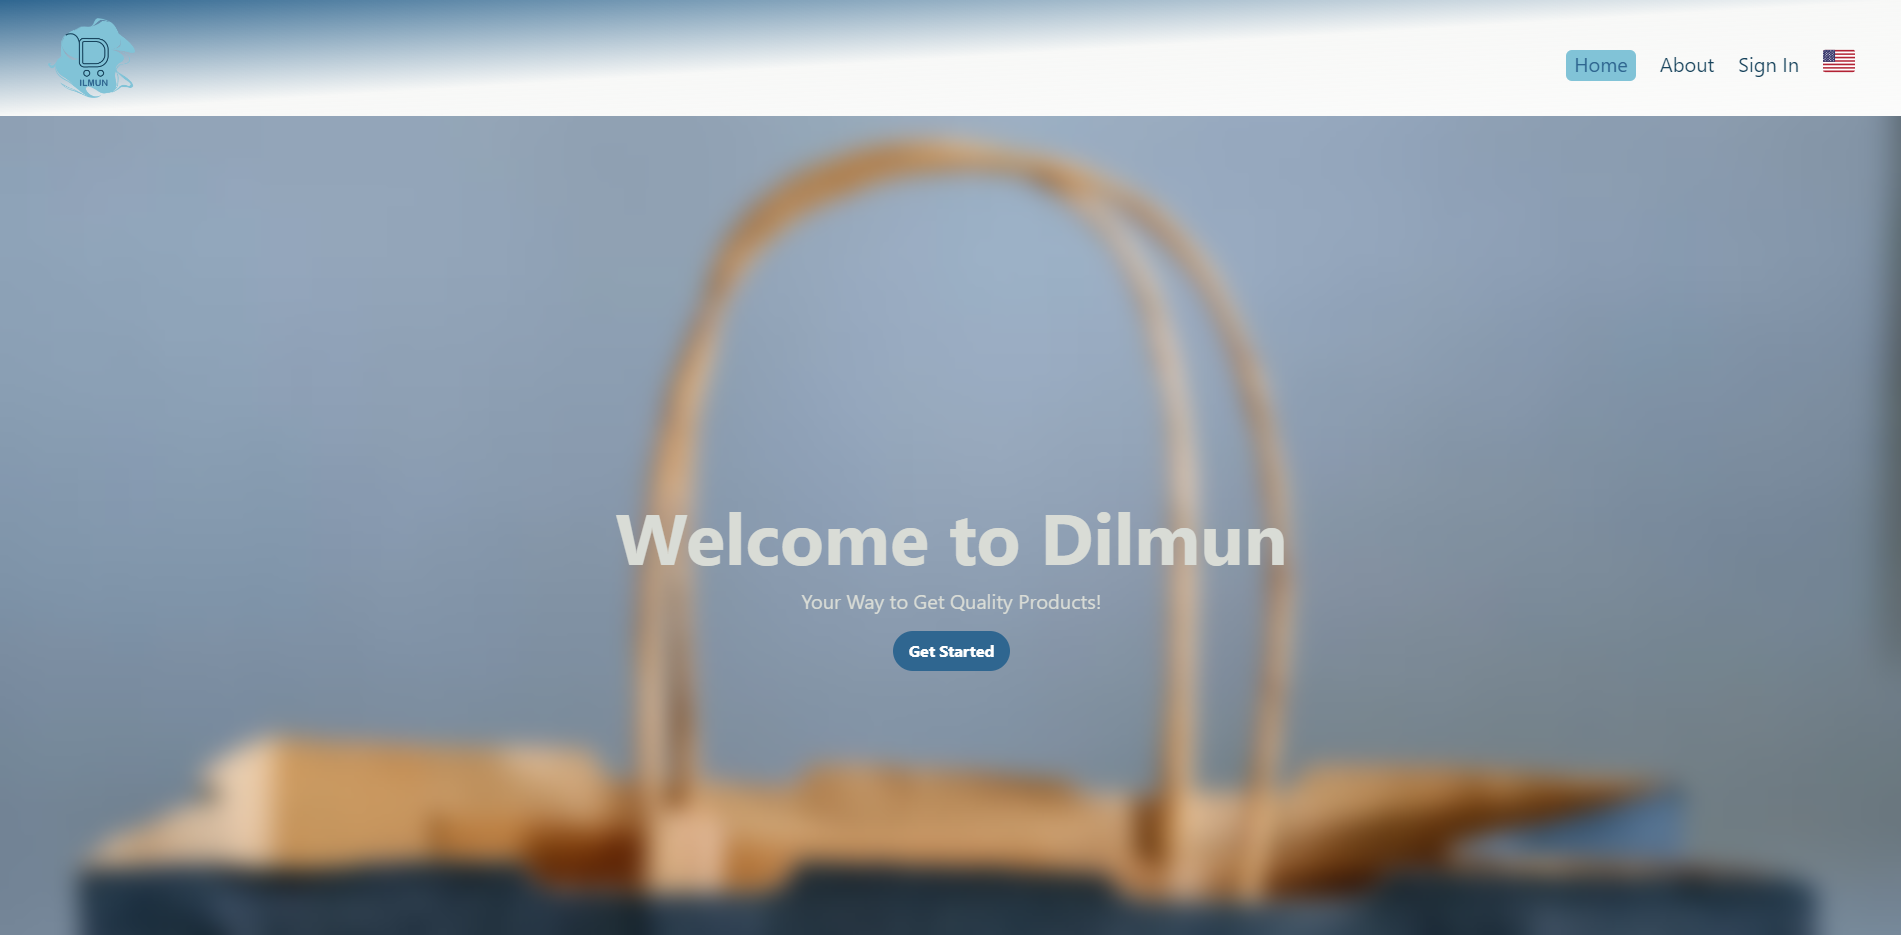 D
ILMUN
Home
About
Sign In
Welcome to Dilmun
Your Way to Get Quality Products!
Get Started